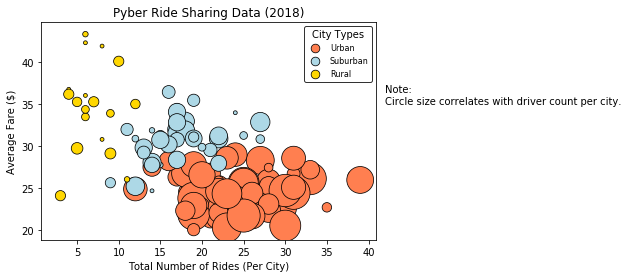 Pyber Ride Sharing Data (2018)
City Types
Urban
Suburban
Rural
Average Fare ($)
40
35
30
25
20
5
10
15
20
25
30
35
40
Total Number of Rides (Per City)
Note:
Circle size correlates with driver count per city.